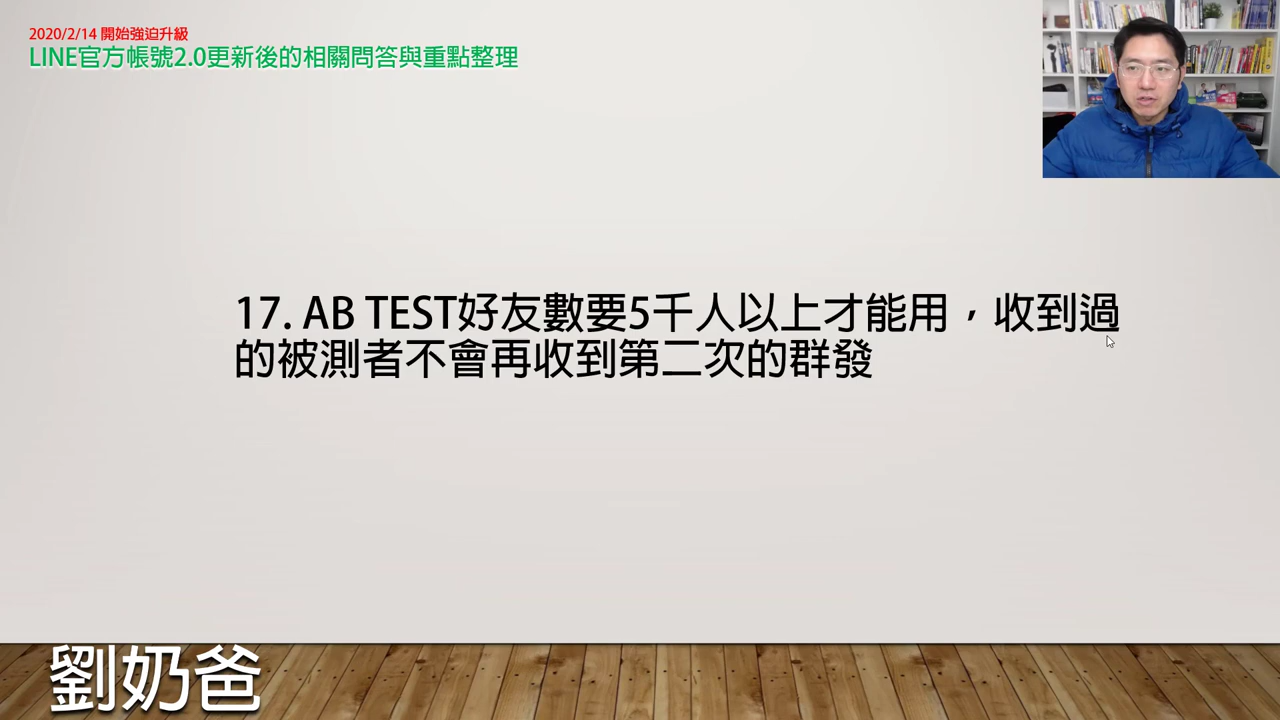 2020/2/14 開始強迫升級
LINE官方帳號2.0更新後的相關問答與重點整理
17. AB TEST好友數要5千人以上才能用，收到過
的被測者不會再收到第二次的群發
劉奶爸